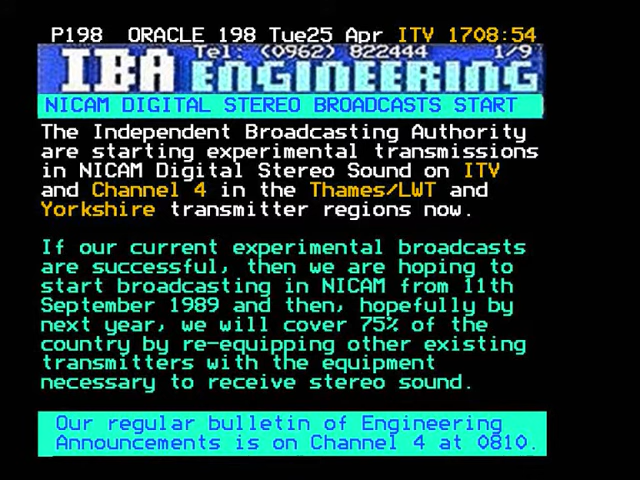 P198 ORACLE 198 Tue25 Apr ITV 1708:54
Tel: (0962) 822444 1/9
IBA ENGINEERING
NICAM DIGITAL STEREO BROADCASTS START
The Independent Broadcasting Authority
are starting experimental transmissions
in NICAM Digital Stereo Sound on ITV
and Channel 4 in the Thames/LWT and
Yorkshire transmitter regions now.
If our current experimental broadcasts
are successful, then we are hoping to
start broadcasting in NICAM from 11th
September 1989 and then, hopefully by
next year, we will cover 75% of the
country by re-equipping other existing
transmitters with the equipment
necessary to receive stereo sound.
Our regular bulletin of Engineering
Announcements is on Channel 4 at 0810.